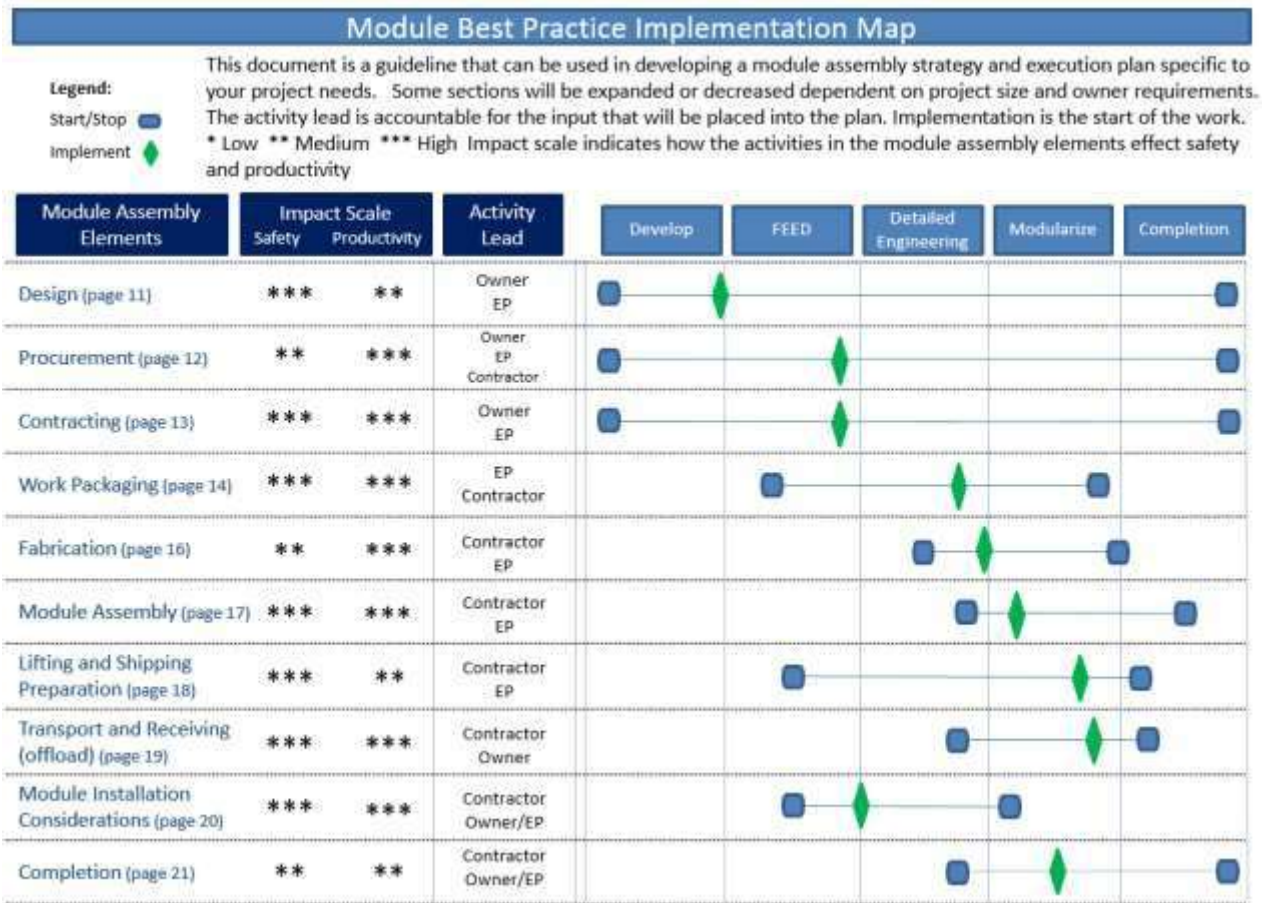 Module Best Practice Implementation Map
Legend:
Start/Stop
Implement
This document is a guideline that can be used in developing a module assembly strategy and execution plan specific to
your project needs. Some sections will be expanded or decreased dependent on project size and owner requirements.
The activity lead is accountable for the input that will be placed into the plan. Implementation is the start of the work.
* Low ** Medium *** High Impact scale indicates how the activities in the module assembly elements effect safety
and productivity
Module Assembly
Elements
Impact Scale
Safety Productivity
Activity
Lead
Develop
FEED
Detailed
Engineering
Modularize
Completion
Design (page 11) *** **
Owner
EP
Procurement (page 12) ** ***
Owner
EP
Contractor
Contracting (page 13) *** ***
Owner
EP
Work Packaging (page 14) *** ***
EP
Contractor
Fabrication (page 16) ** ***
Contractor
EP
Module Assembly (page 17) *** ***
Contractor
EP
Lifting and Shipping
Preparation (page 18) *** **
Contractor
EP
Transport and Receiving
(offload) (page 19) *** ***
Contractor
Owner
Module Installation
Considerations (page 20) *** ***
Contractor
Owner/EP
Completion (page 21) ** **
Contractor
Owner/EP